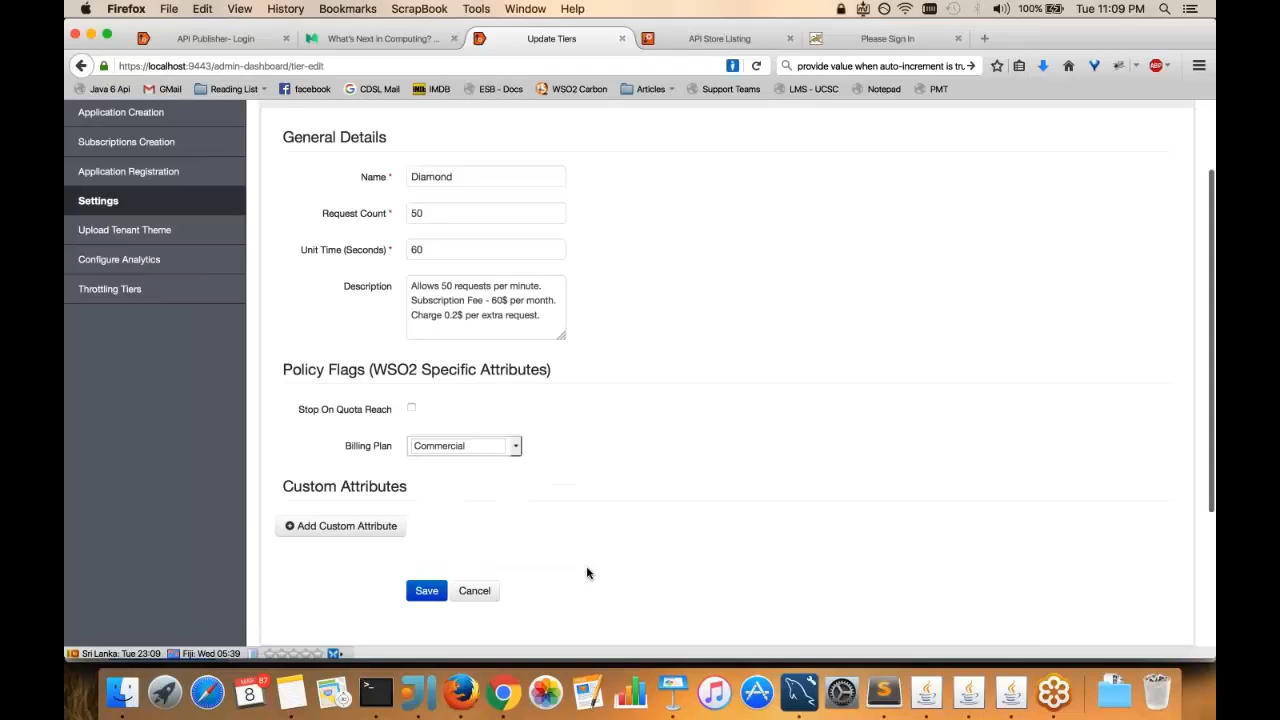 Firefox File Edit View History Bookmarks ScrapBook Tools Window Help 100% Tue 11:09 PM
API Publisher- Login What's Next in Computing? ... Update Tiers API Store Listing Please Sign In
https://localhost:9443/admin-dashboard/tier-edit provide value when auto-increment is tru.
Java 6 Api GMail Reading List facebook CDSL Mail IMDB ESB - Docs WSO2 Carbon Articles Support Teams LMS - UCSC Notepad PMT
Application Creation
Subscriptions Creation
Application Registration
Settings
Upload Tenant Theme
Configure Analytics
Throttling Tiers
General Details
Name * Diamond
Request Count * 50
Unit Time (Seconds) * 60
Description
Allows 50 requests per minute.
Subscription Fee - 60$ per month.
Charge 0.2$ per extra request.
Policy Flags (WSO2 Specific Attributes)
Stop On Quota Reach
Billing Plan Commercial
Custom Attributes
Add Custom Attribute
Save Cancel
Sri Lanka: Tue 23:09 Fiji: Wed 05:39
8 87